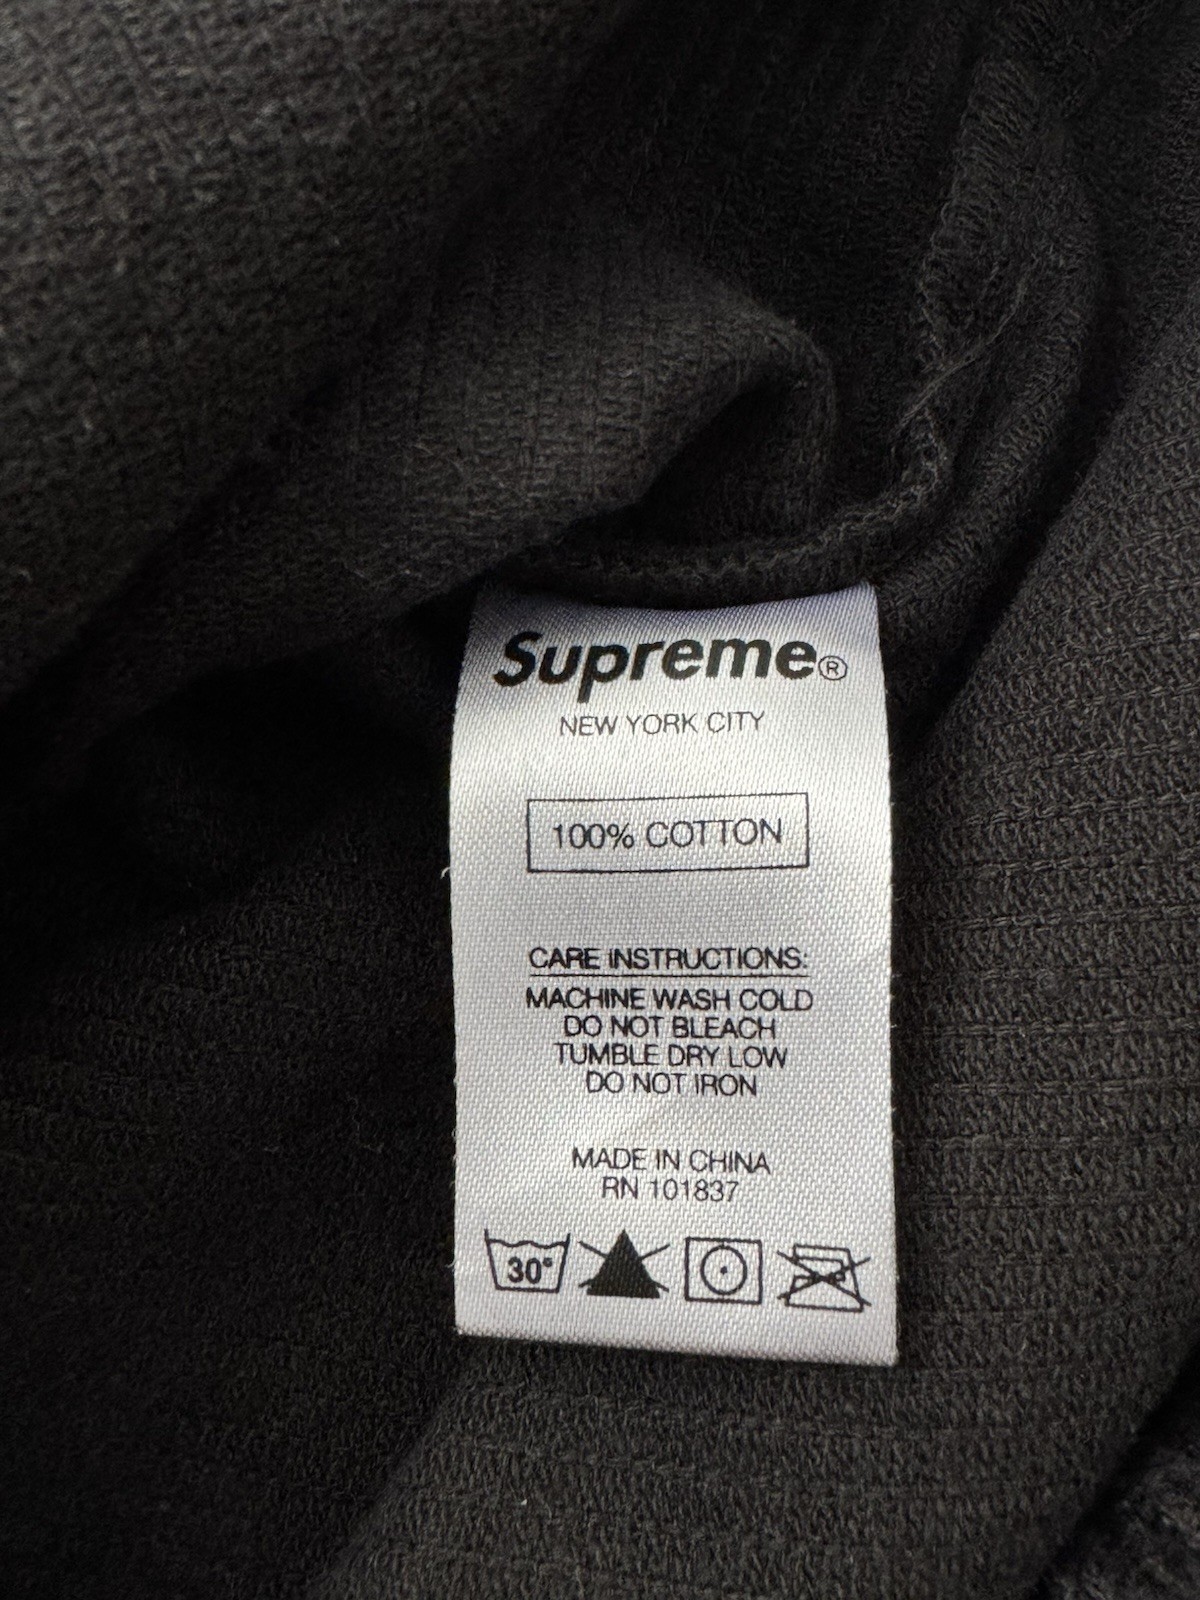 Supreme®
NEW YORK CITY
100% COTTON
CARE INSTRUCTIONS:
MACHINE WASH COLD
DO NOT BLEACH
TUMBLE DRY LOW
DO NOT IRON
MADE IN CHINA
RN 101837
30°